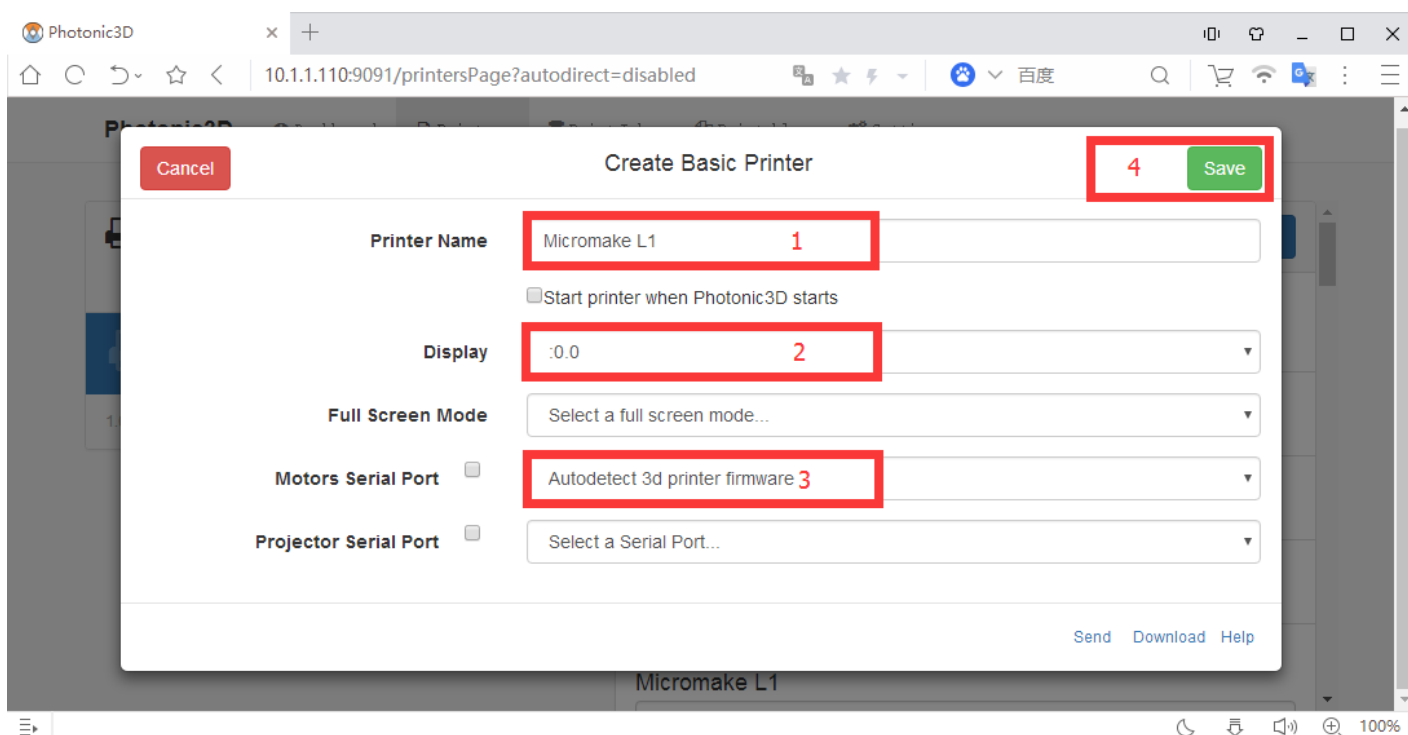 Photonic3D
10.1.1.110:9091/printersPage?autodirect=disabled
百度
Cancel
Create Basic Printer
4
Save
Printer Name
Micromake L1
1
Start printer when Photonic3D starts
Display
:0.0
2
Full Screen Mode
Select a full screen mode...
Motors Serial Port
Autodetect 3d printer firmware
3
Projector Serial Port
Select a Serial Port...
Send Download Help
Micromake L1
100%